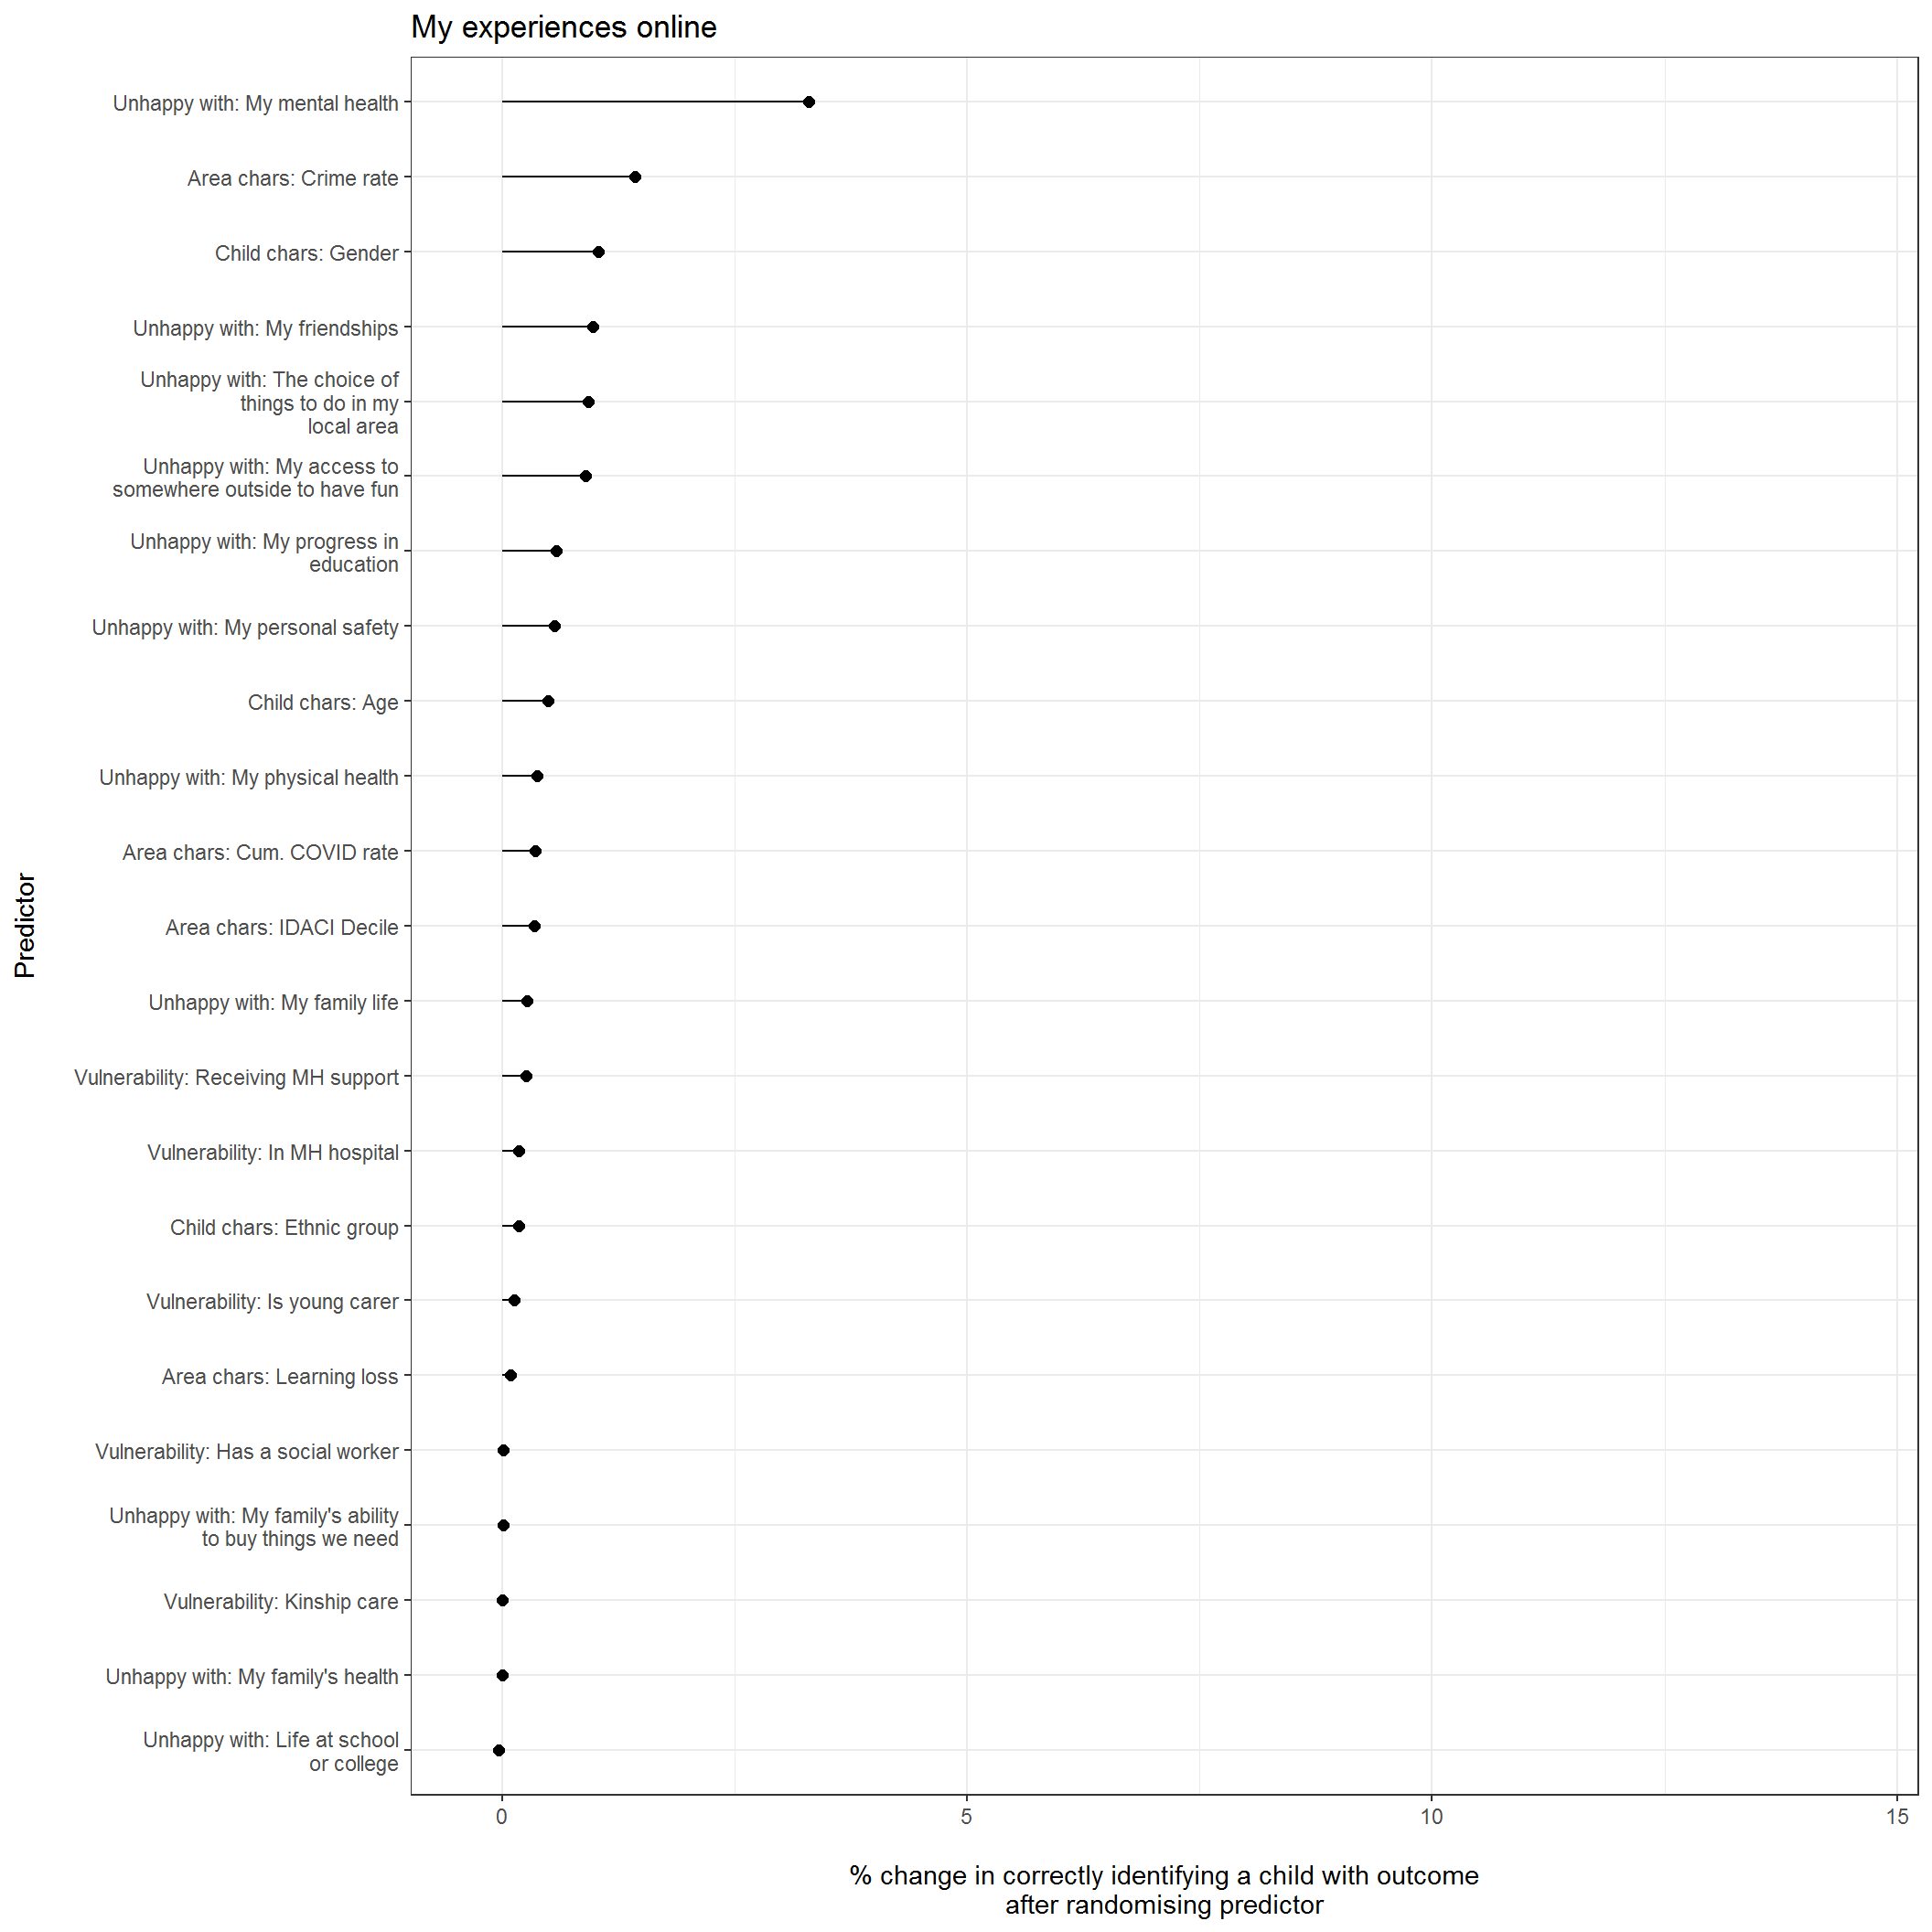 My experiences online
Unhappy with: My mental health
Area chars: Crime rate
Child chars: Gender
Unhappy with: My friendships
Unhappy with: The choice of
things to do in my
local area
Unhappy with: My access to
somewhere outside to have fun
Unhappy with: My progress in
education
Unhappy with: My personal safety
Child chars: Age
Unhappy with: My physical health
Area chars: Cum. COVID rate
Area chars: IDACI Decile
Unhappy with: My family life
Vulnerability: Receiving MH support
Vulnerability: In MH hospital
Child chars: Ethnic group
Vulnerability: Is young carer
Area chars: Learning loss
Vulnerability: Has a social worker
Unhappy with: My family's ability
to buy things we need
Vulnerability: Kinship care
Unhappy with: My family's health
Unhappy with: Life at school
or college
Predictor
0 5 10 15
% change in correctly identifying a child with outcome
after randomising predictor